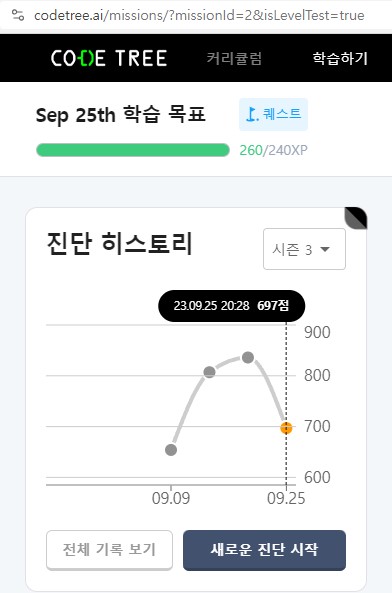 codetree.ai/missions/?missionId=2&isLevelTest=true
CODE TREE 커리큘럼 학습하기
Sep 25th 학습 목표 퀘스트
260/240XP
진단 히스토리
시즌 3
23.09.25 20:28 697점
900
800
700
600
09.09 09.25
전체 기록 보기 새로운 진단 시작